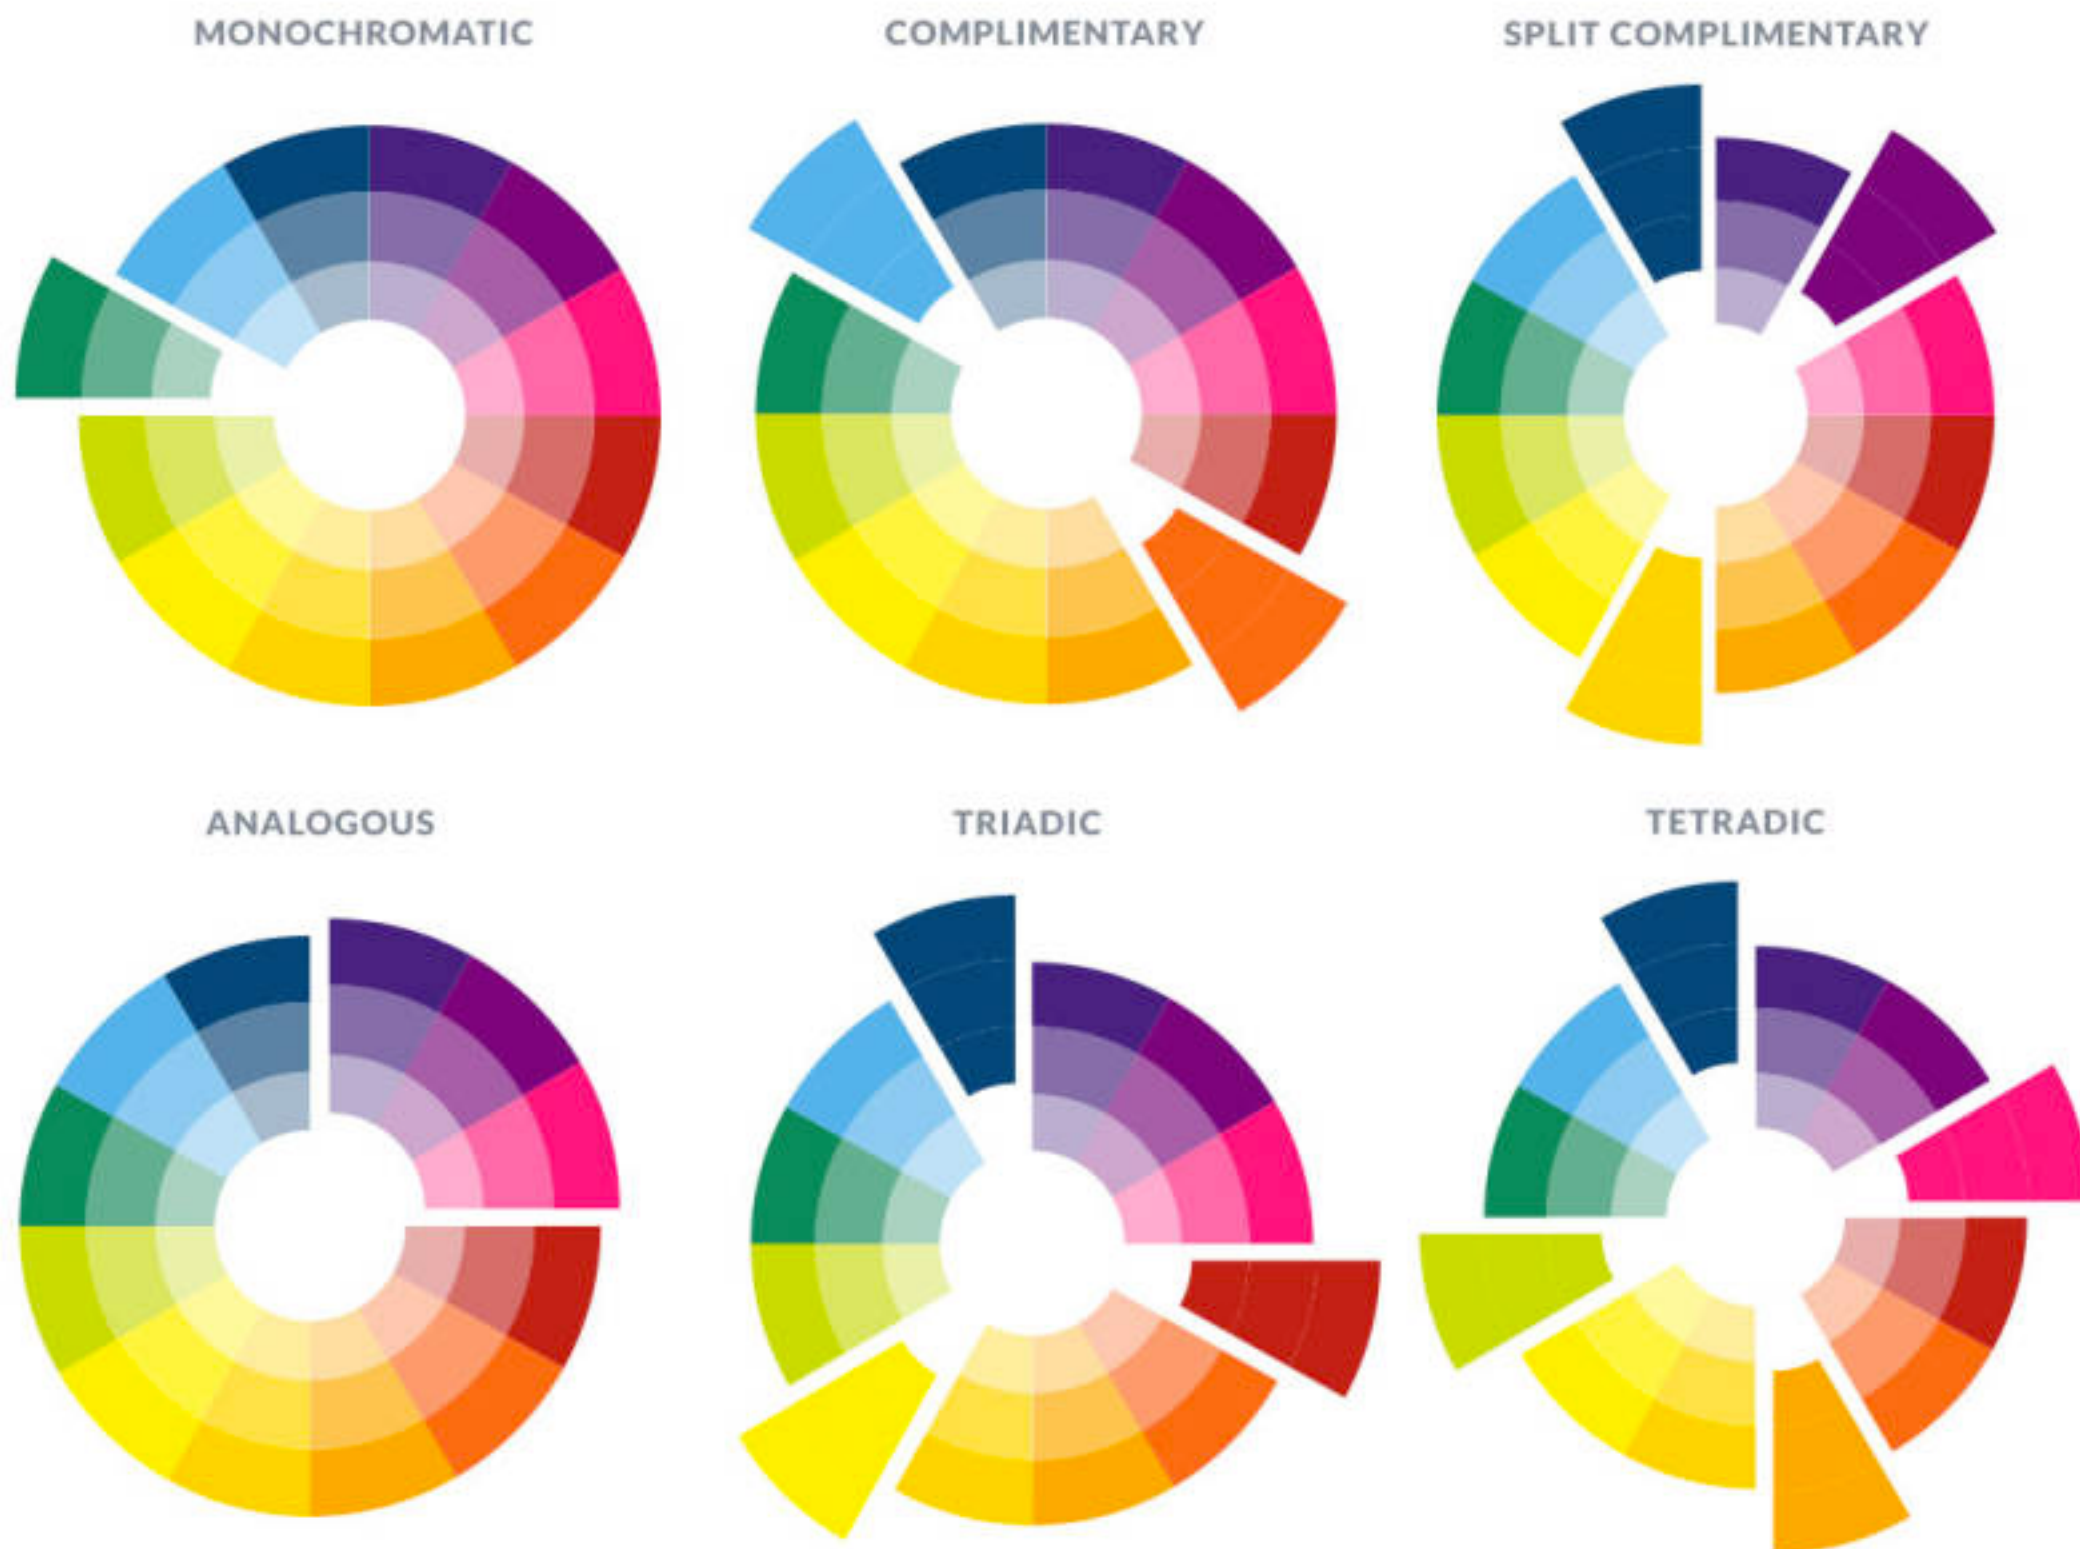 MONOCHROMATIC
COMPLIMENTARY
SPLIT COMPLIMENTARY
ANALOGOUS
TRIADIC
TETRADIC